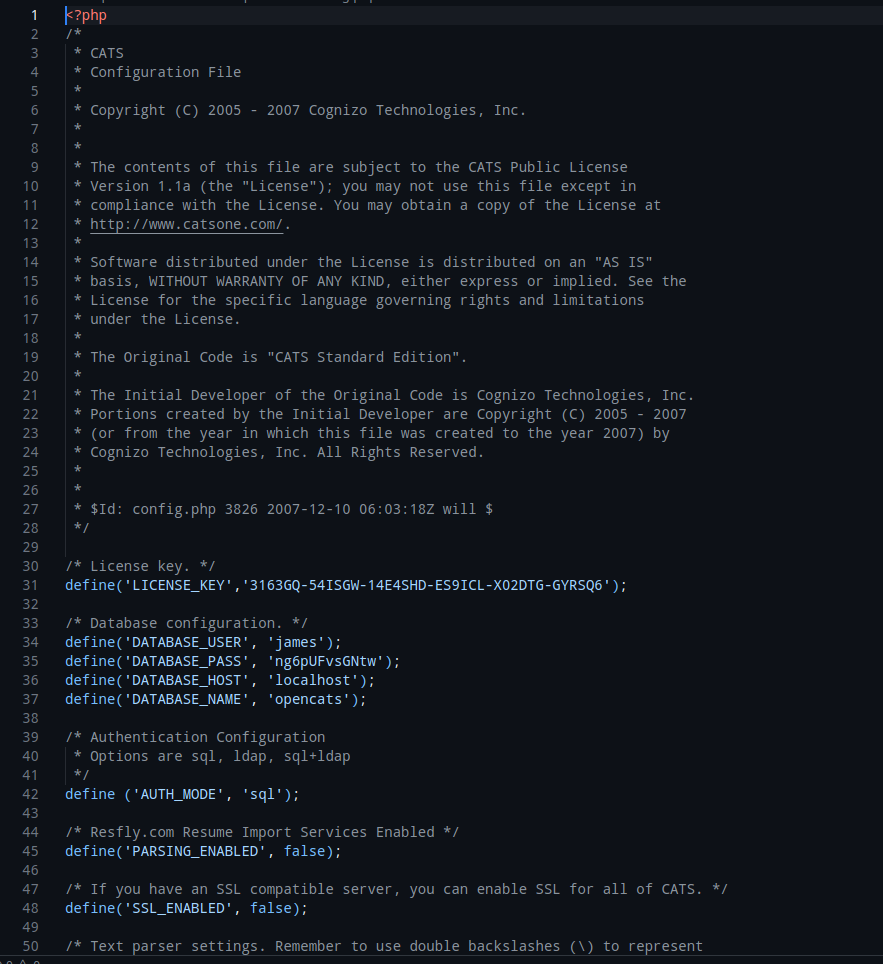 1 <?php
2 /*
3  * CATS
4  * Configuration File
5  *
6  * Copyright (C) 2005 - 2007 Cognizo Technologies, Inc.
7  *
8  *
9  * The contents of this file are subject to the CATS Public License
10  * Version 1.1a (the "License"); you may not use this file except in
11  * compliance with the License. You may obtain a copy of the License at
12  * http://www.catsone.com/.
13  *
14  * Software distributed under the License is distributed on an "AS IS"
15  * basis, WITHOUT WARRANTY OF ANY KIND, either express or implied. See the
16  * License for the specific language governing rights and limitations
17  * under the License.
18  *
19  * The Original Code is "CATS Standard Edition".
20  *
21  * The Initial Developer of the Original Code is Cognizo Technologies, Inc.
22  * Portions created by the Initial Developer are Copyright (C) 2005 - 2007
23  * (or from the year in which this file was created to the year 2007) by
24  * Cognizo Technologies, Inc. All Rights Reserved.
25  *
26  *
27  * $Id: config.php 3826 2007-12-10 06:03:18Z will $
28  */
29
30 /* License key. */
31 define('LICENSE_KEY','3163GQ-54ISGW-14E4SHD-ES9ICL-X02DTG-GYRSQ6');
32
33 /* Database configuration. */
34 define('DATABASE_USER', 'james');
35 define('DATABASE_PASS', 'ng6pUFvsGNtw');
36 define('DATABASE_HOST', 'localhost');
37 define('DATABASE_NAME', 'opencats');
38
39 /* Authentication Configuration
40  * Options are sql, ldap, sql+ldap
41  */
42 define ('AUTH_MODE', 'sql');
43
44 /* Resfly.com Resume Import Services Enabled */
45 define('PARSING_ENABLED', false);
46
47 /* If you have an SSL compatible server, you can enable SSL for all of CATS. */
48 define('SSL_ENABLED', false);
49
50 /* Text parser settings. Remember to use double backslashes (\) to represent